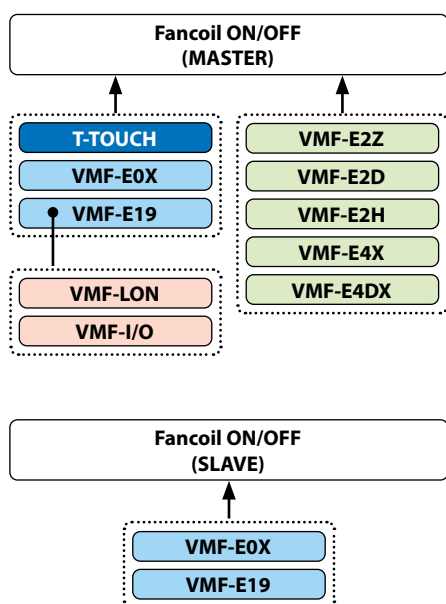 Fancoil ON/OFF
(MASTER)
T-TOUCH
VMF-E0X
VMF-E19
VMF-LON
VMF-I/O
VMF-E2Z
VMF-E2D
VMF-E2H
VMF-E4X
VMF-E4DX
Fancoil ON/OFF
(SLAVE)
VMF-E0X
VMF-E19